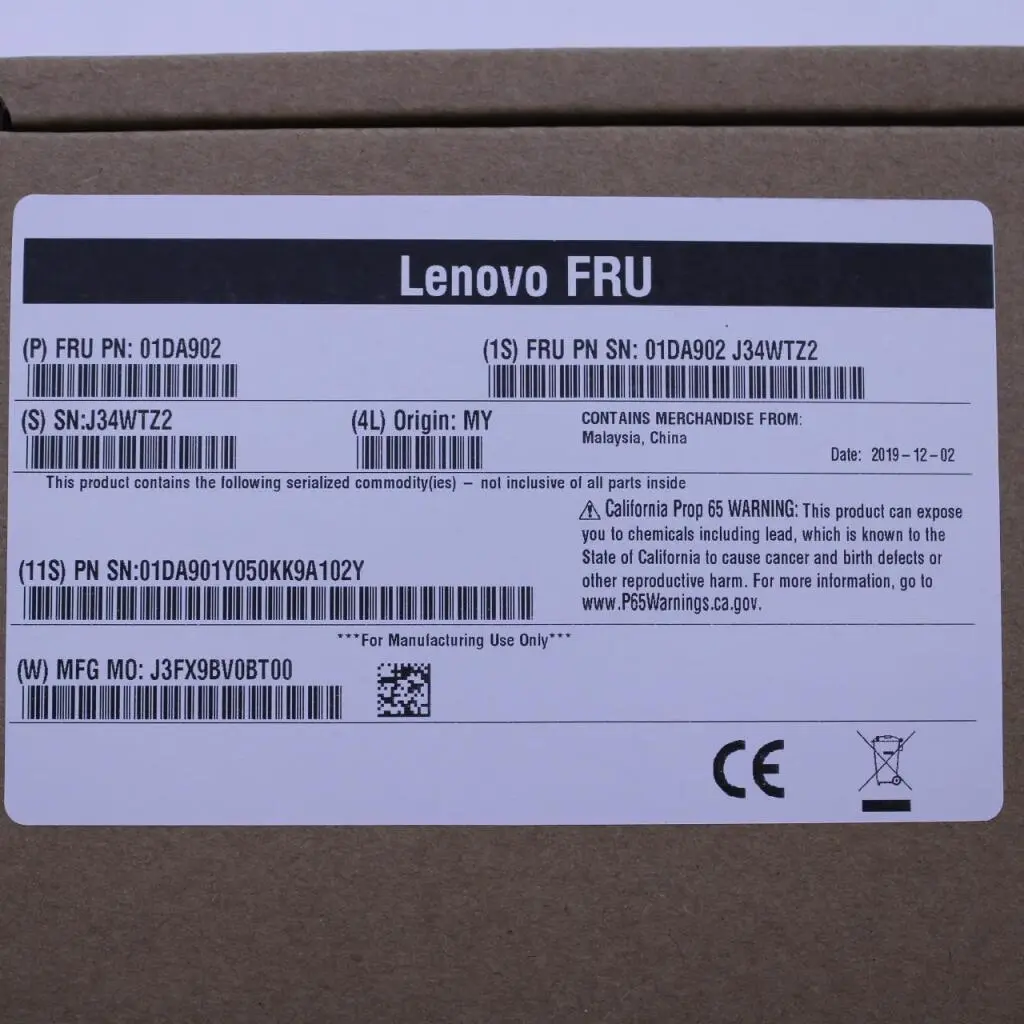 Lenovo FRU
(P) FRU PN: 01DA902
(1S) FRU PN SN: 01DA902 J34WTZ2
(S) SN:J34WTZ2
(4L) Origin: MY
CONTAINS MERCHANDISE FROM:
Malaysia, China
Date: 2019-12-02
This product contains the following serialized commodity(ies) – not inclusive of all parts inside
⚠ California Prop 65 WARNING: This product can expose
you to chemicals including lead, which is known to the
State of California to cause cancer and birth defects or
other reproductive harm. For more information, go to
www.P65Warnings.ca.gov.
(11S) PN SN:01DA901Y050KK9A102Y
***For Manufacturing Use Only***
(W) MFG MO: J3FX9BV0BT00
CE